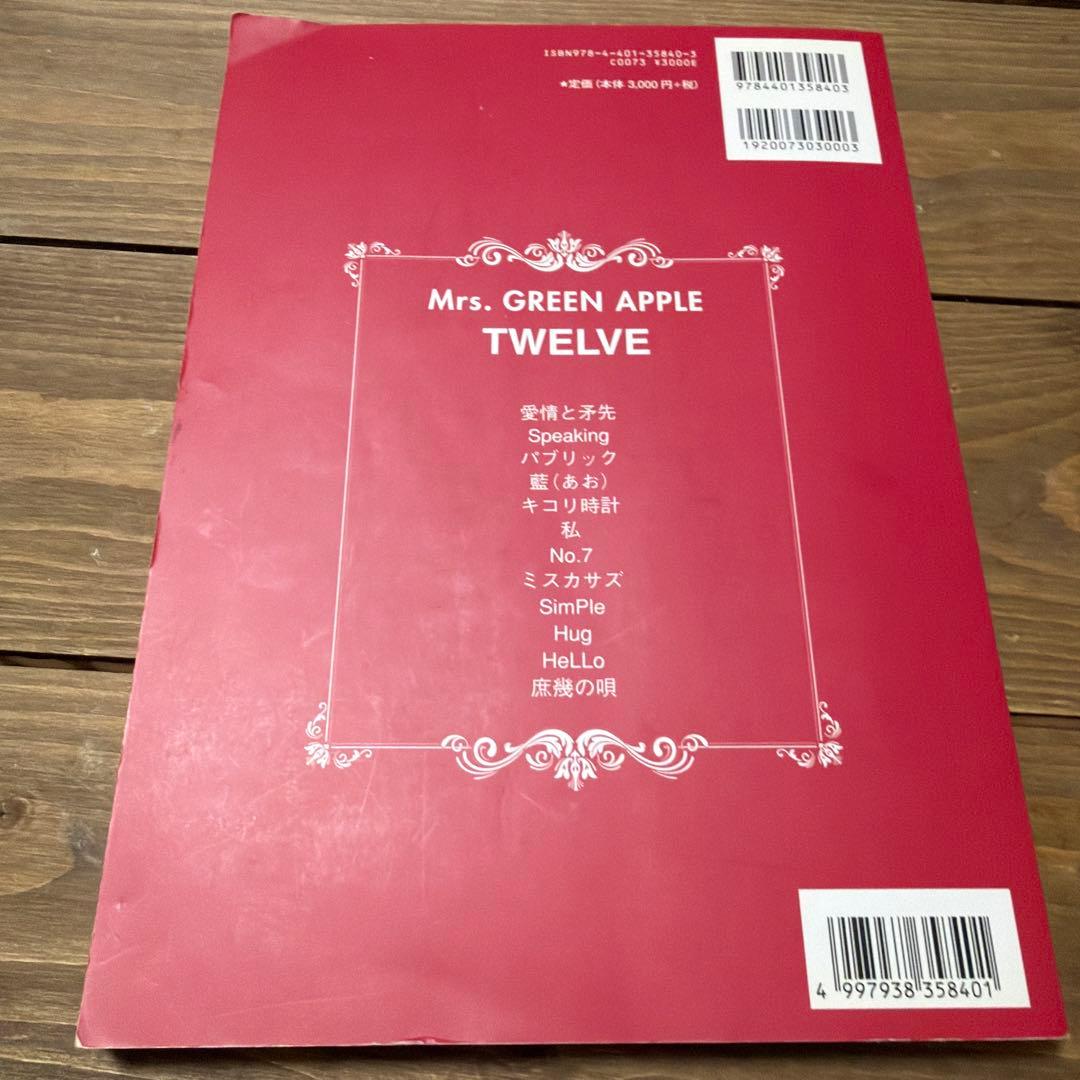 ISBN978-4-401-35840-3
C0073 ¥3000E
★定価(本体 3,000円+税)
9784401358403
1920073030003
Mrs. GREEN APPLE
TWELVE
愛情と矛先
Speaking
パブリック
藍(あお)
キコリ時計
私
No.7
ミスカサズ
SimPle
Hug
HeLLo
庶幾の唄
4 997938 358401